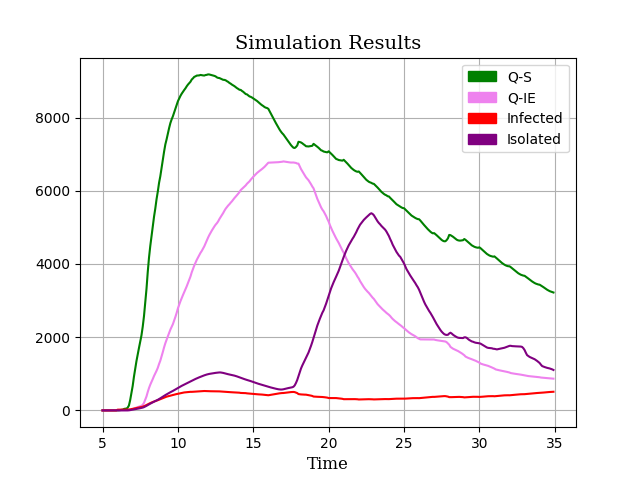 Simulation Results
Q-S
Q-IE
Infected
Isolated
8000
6000
4000
2000
0
5 10 15 20 25 30 35
Time